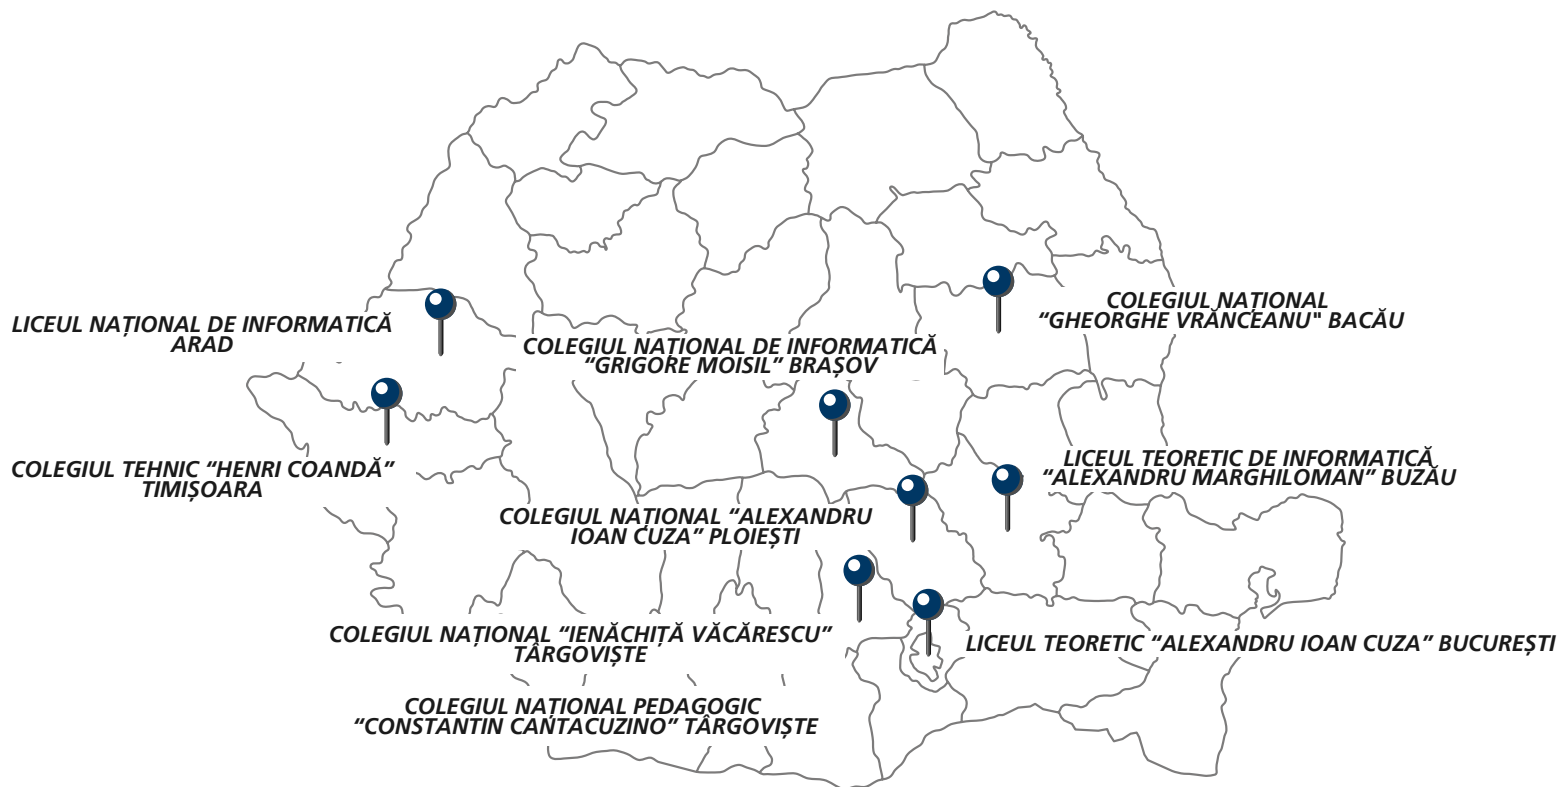 COLEGIUL NAȚIONAL
“GHEORGHE VRĂNCEANU" BACĂU
LICEUL NAȚIONAL DE INFORMATICĂ
ARAD
COLEGIUL NAȚIONAL DE INFORMATICĂ
“GRIGORE MOISIL” BRAȘOV
COLEGIUL TEHNIC “HENRI COANDĂ”
TIMIȘOARA
LICEUL TEORETIC DE INFORMATICĂ
“ALEXANDRU MARGHILOMAN” BUZĂU
COLEGIUL NAȚIONAL “ALEXANDRU
IOAN CUZA” PLOIEȘTI
COLEGIUL NAȚIONAL “IENĂCHIȚĂ VĂCĂRESCU”
TÂRGOVIȘTE
LICEUL TEORETIC “ALEXANDRU IOAN CUZA” BUCUREȘTI
COLEGIUL NAȚIONAL PEDAGOGIC
“CONSTANTIN CANTACUZINO” TÂRGOVIȘTE